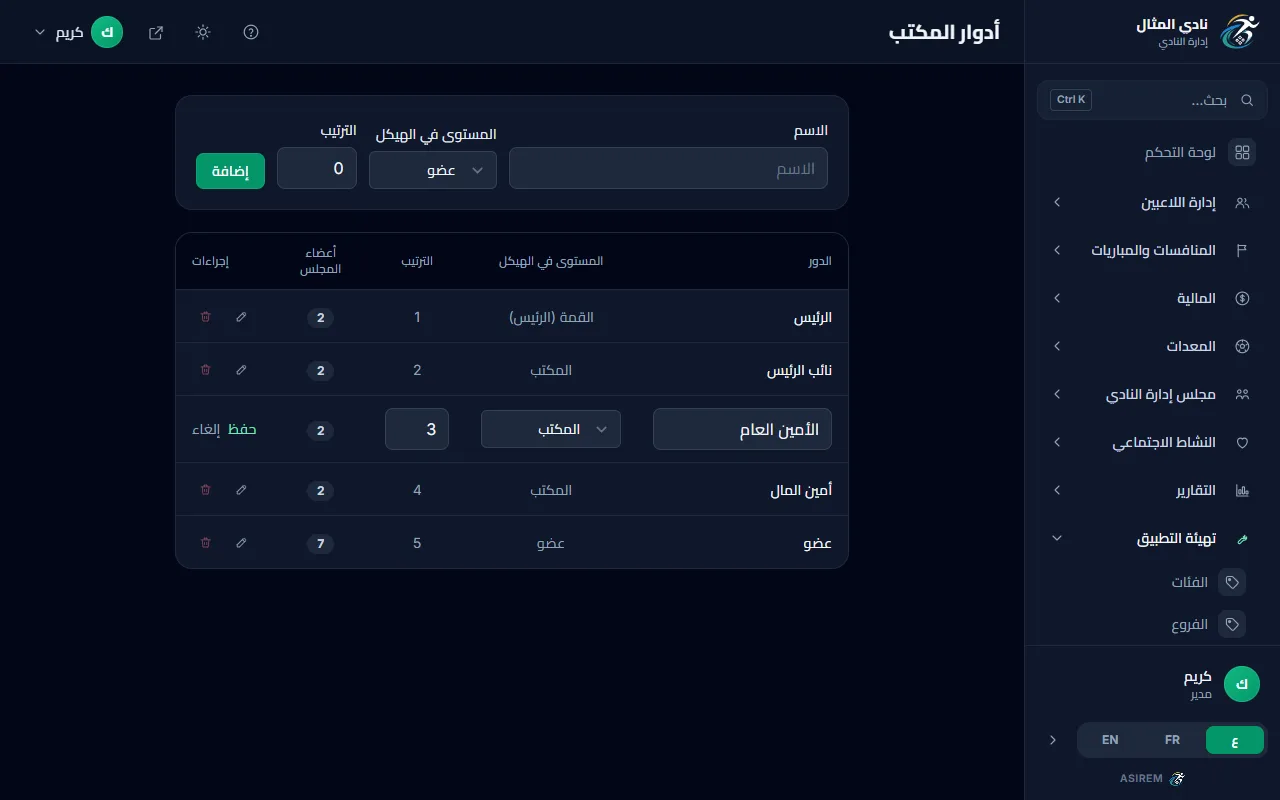 نادي المثال
إدارة النادي
بحث...
Ctrl K
لوحة التحكم
إدارة اللاعبين
المنافسات والمباريات
المالية
المعدات
مجلس إدارة النادي
النشاط الاجتماعي
التقارير
تهيئة التطبيق
الفئات
الفروع
ك
كريم
مدير
ع FR EN
ASIREM
أدوار المكتب
ك كريم
الاسم المستوى في الهيكل الترتيب
الاسم عضو 0 إضافة
الدور المستوى في الهيكل الترتيب أعضاء المجلس إجراءات
الرئيس القمة (الرئيس) 1 2
نائب الرئيس المكتب 2 2
الأمين العام المكتب 3 2 حفظ إلغاء
أمين المال المكتب 4 2
عضو عضو 5 7